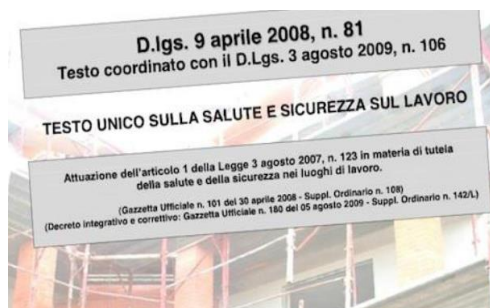 D.lgs. 9 aprile 2008, n. 81
Testo coordinato con il D.Lgs. 3 agosto 2009, n. 106
TESTO UNICO SULLA SALUTE E SICUREZZA SUL LAVORO
Attuazione dell'articolo 1 della Legge 3 agosto 2007, n. 123 in materia di tutela
della salute e della sicurezza nei luoghi di lavoro.
(Gazzetta Ufficiale n. 101 del 30 aprile 2008 - Suppl. Ordinario n. 108)
(Decreto integrativo e correttivo: Gazzetta Ufficiale n. 180 del 05 agosto 2009 - Suppl. Ordinario n. 142/L)